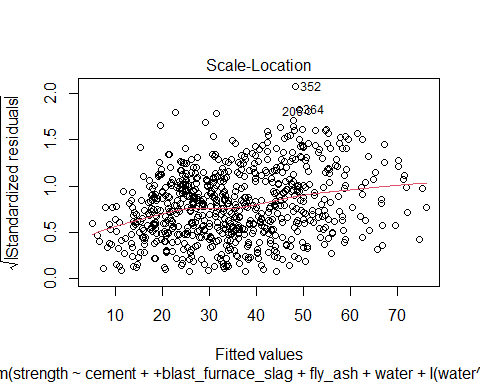 Scale-Location
√|Standardized residuals|
2.0
1.5
1.0
0.5
0.0
352
264
10 20 30 40 50 60 70
Fitted values
m(strength ~ cement + +blast_furnace_slag + fly_ash + water + I(water^